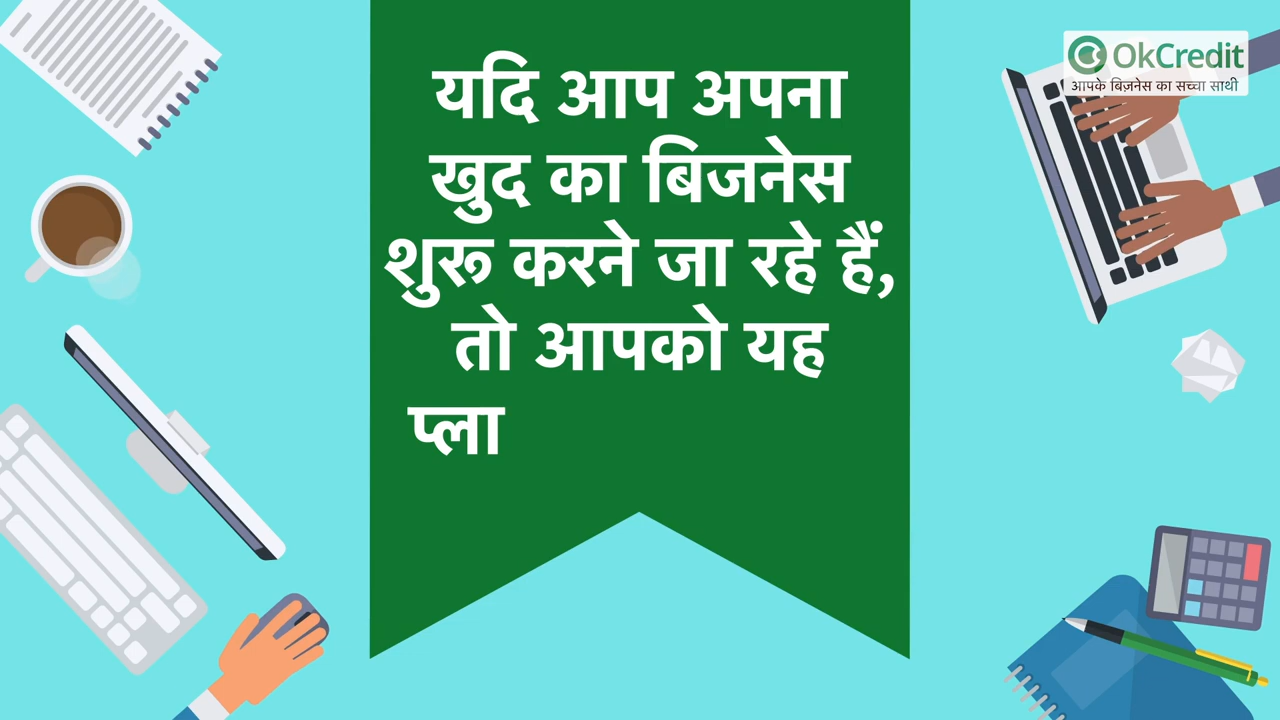 यदि आप अपना
खुद का बिजनेस
शुरू करने जा रहे हैं,
तो आपको यह
प्ला
OkCredit
आपके बिज़नेस का सच्चा साथी